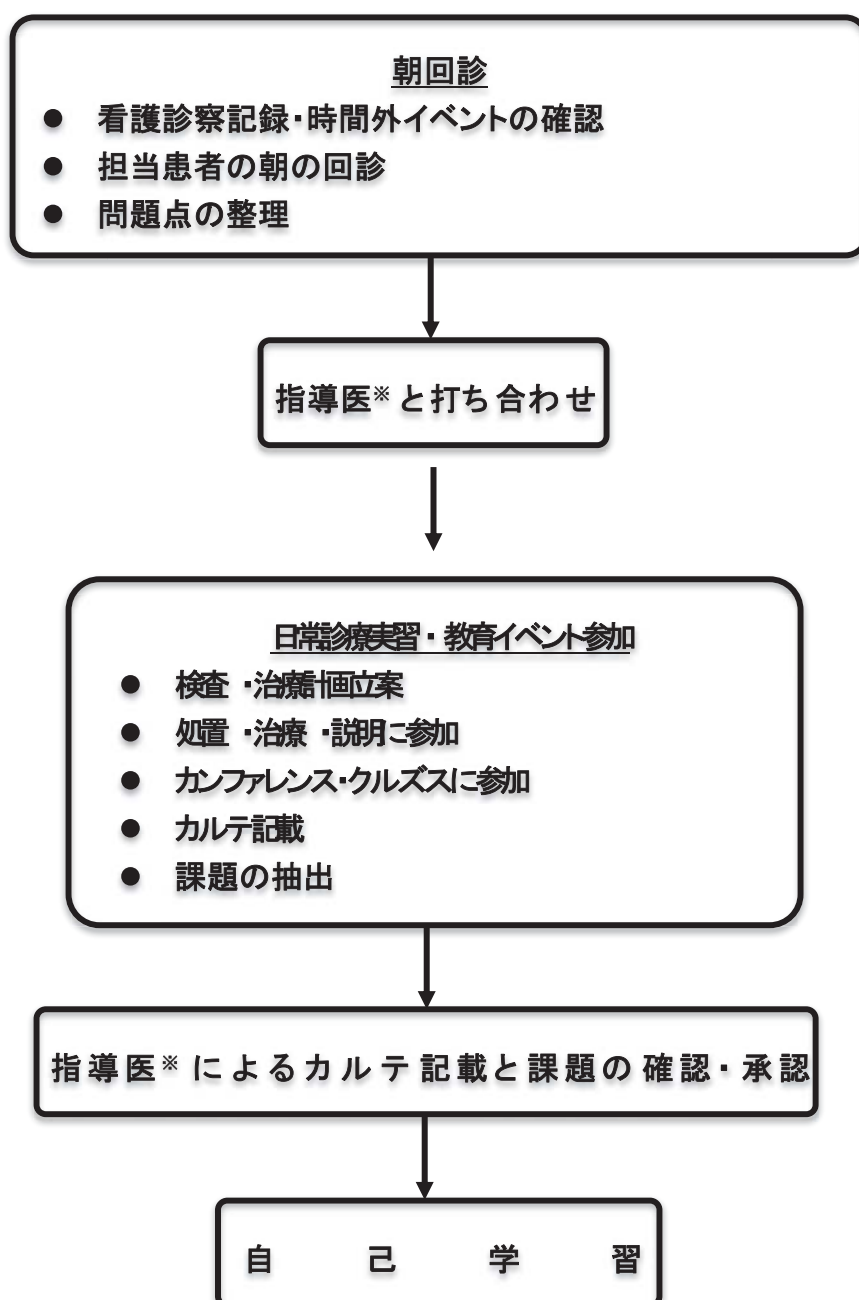 朝回診
● 看護診察記録・時間外イベントの確認
● 担当患者の朝の回診
● 問題点の整理
指導医※と打ち合わせ
日常診療実習・教育イベント参加
● 検査・治療計画立案
● 処置・治療・説明に参加
● カンファレンス・クルズスに参加
● カルテ記載
● 課題の抽出
指導医※によるカルテ記載と課題の確認・承認
自己学習